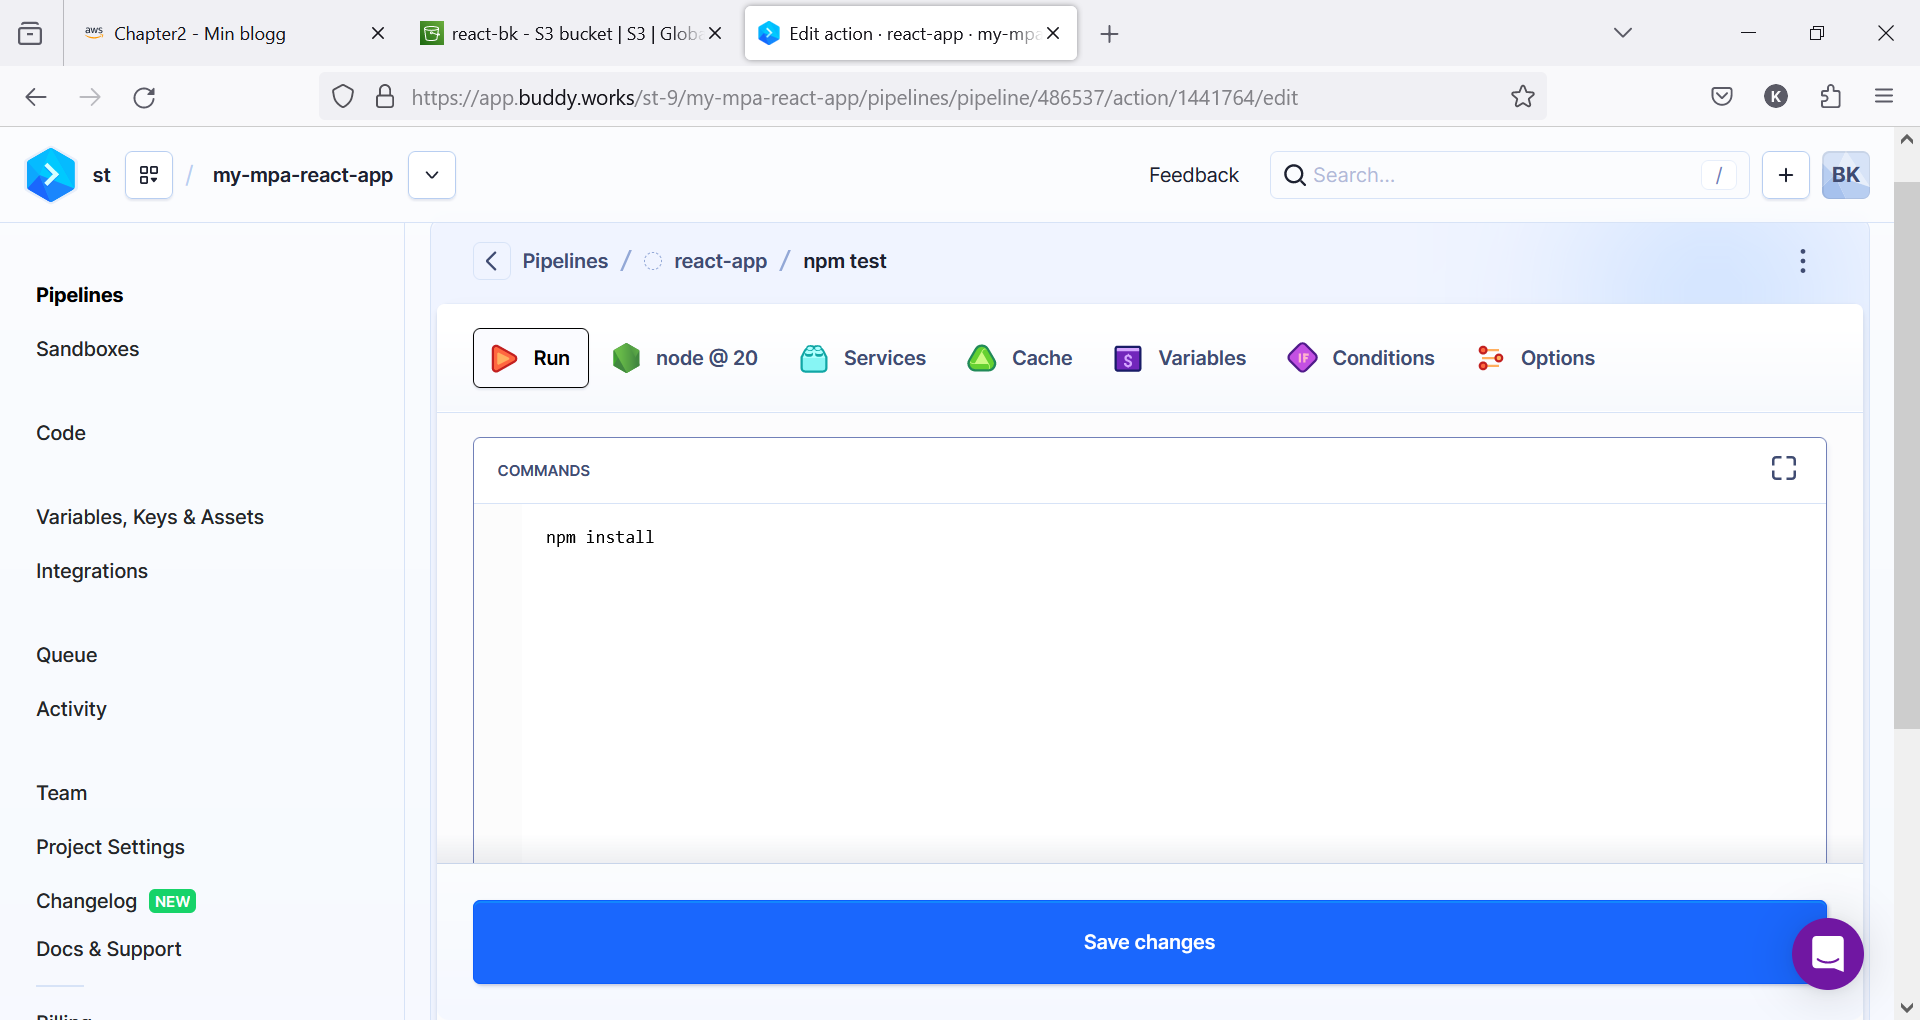 aws Chapter2 - Min blogg
react-bk - S3 bucket | S3 | Glob
Edit action · react-app · my-mp
https://app.buddy.works/st-9/my-mpa-react-app/pipelines/pipeline/486537/action/1441764/edit
K
st / my-mpa-react-app
Feedback
Search... /
BK
Pipelines
Sandboxes
Code
Variables, Keys & Assets
Integrations
Queue
Activity
Team
Project Settings
Changelog NEW
Docs & Support
Billing
Pipelines / react-app / npm test
Run
node @ 20
Services
Cache
$ Variables
IF Conditions
Options
COMMANDS
npm install
Save changes